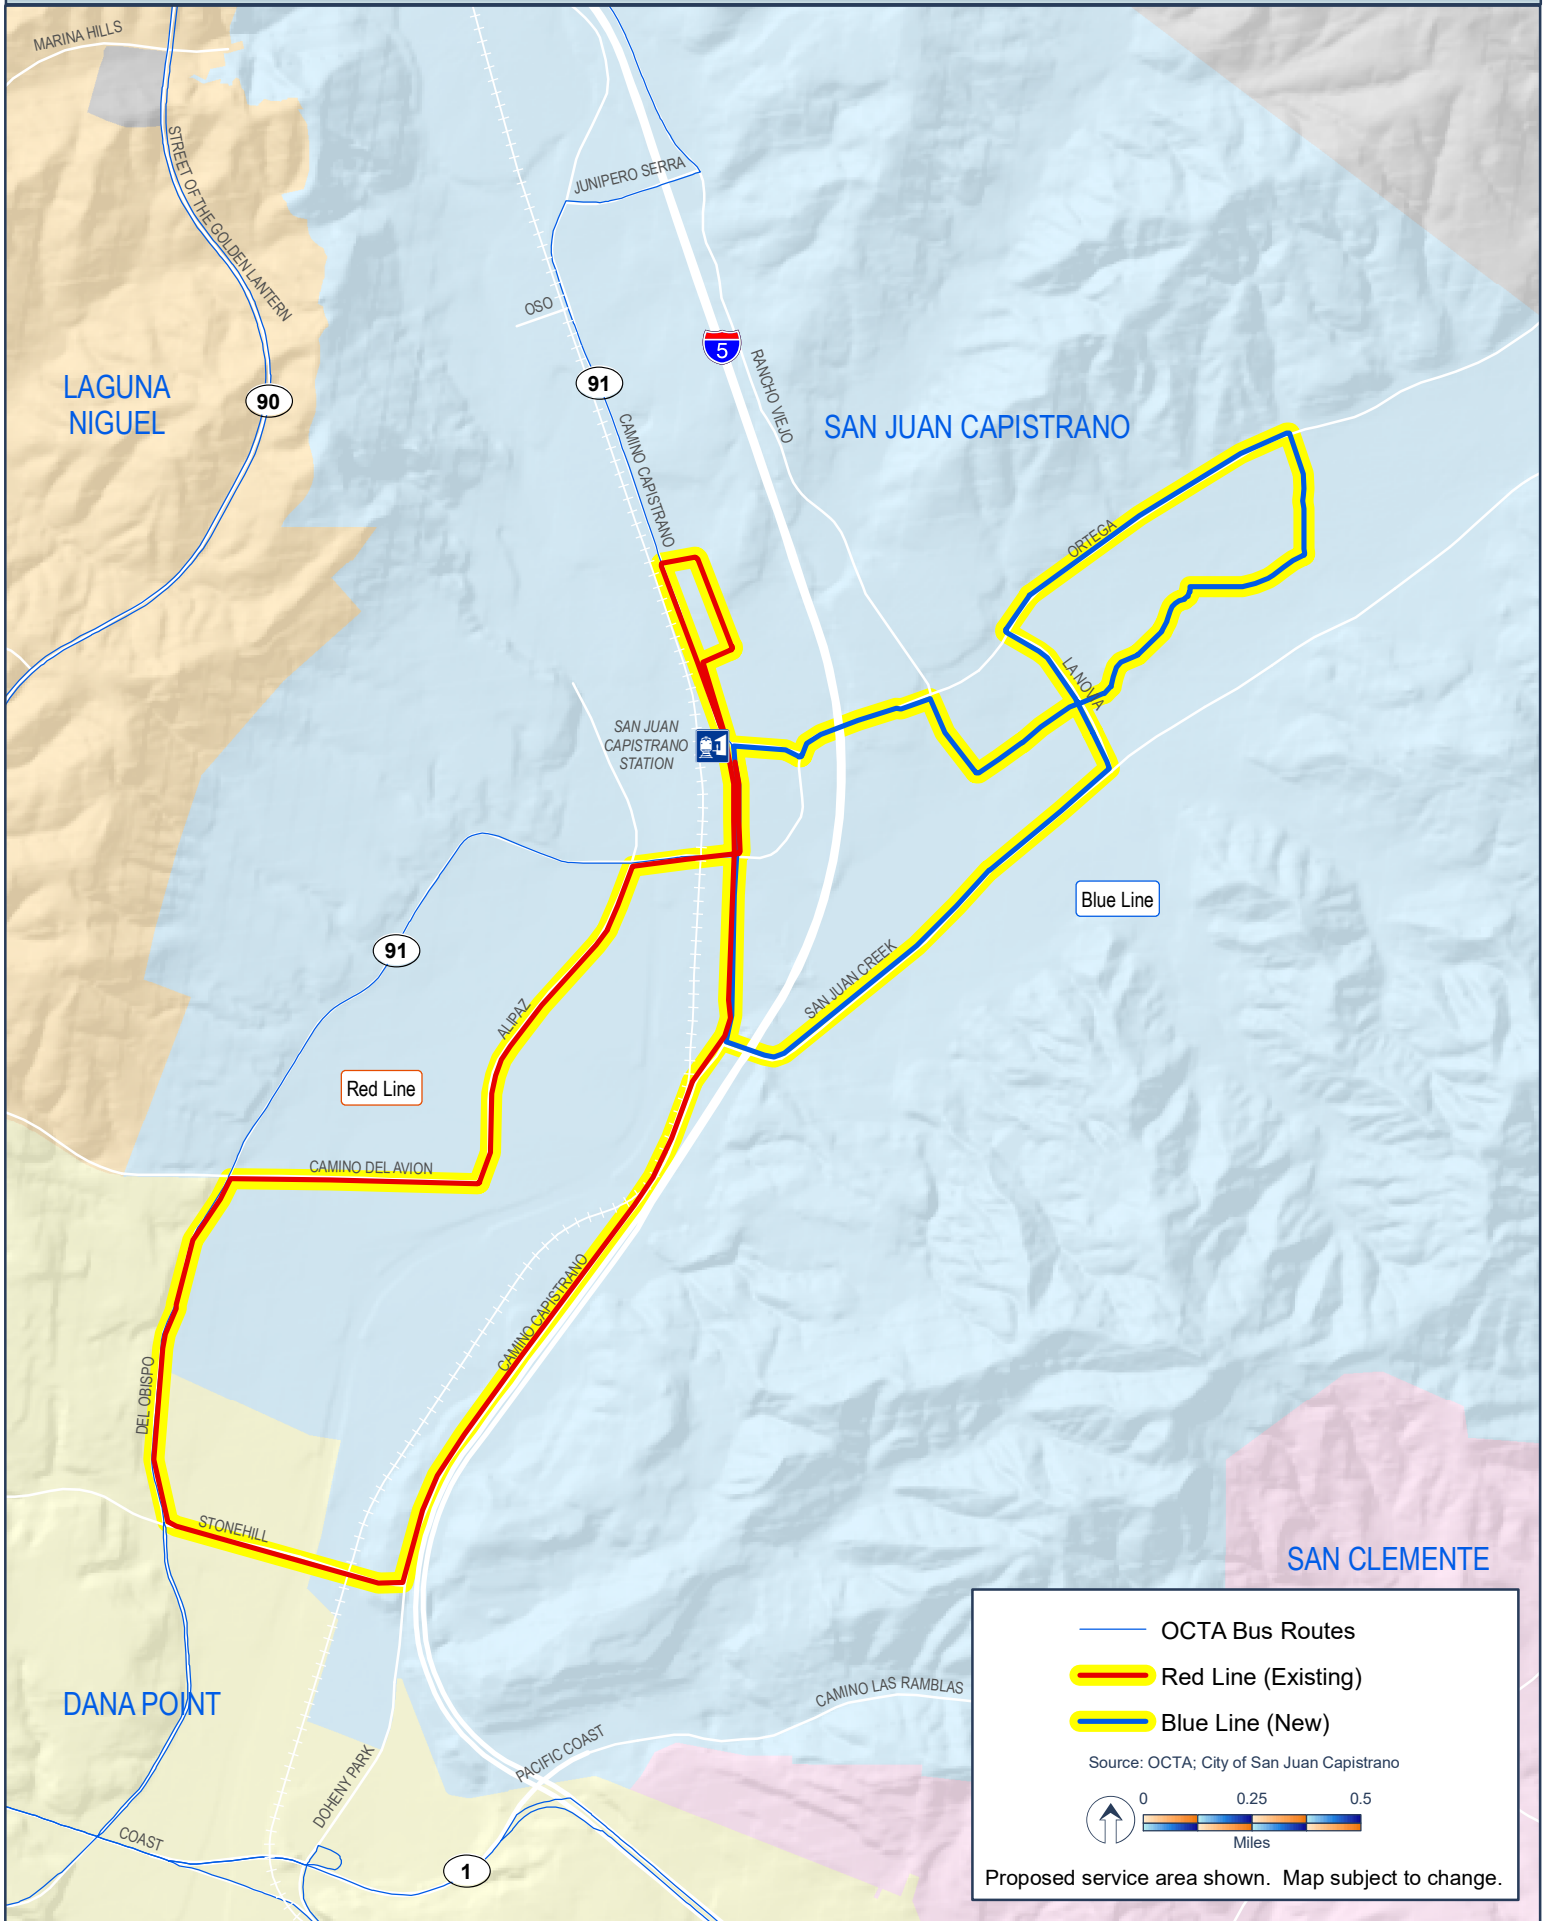 MARINA HILLS
STREET OF THE GOLDEN LANTERN
JUNIPERO SERRA
OSO
5
91
90
LAGUNA
NIGUEL
CAMINO CAPISTRANO
RANCHO VIEJO
SAN JUAN CAPISTRANO
ORTEGA
LA NOVIA
SAN JUAN
CAPISTRANO
STATION
Blue Line
91
SAN JUAN CREEK
ALIPAZ
Red Line
CAMINO DEL AVION
CAMINO CAPISTRANO
DEL OBISPO
STONEHILL
SAN CLEMENTE
DANA POINT
CAMINO LAS RAMBLAS
PACIFIC COAST
DOHENY PARK
COAST
1
OCTA Bus Routes
Red Line (Existing)
Blue Line (New)
Source: OCTA; City of San Juan Capistrano
0 0.25 0.5
Miles
Proposed service area shown. Map subject to change.